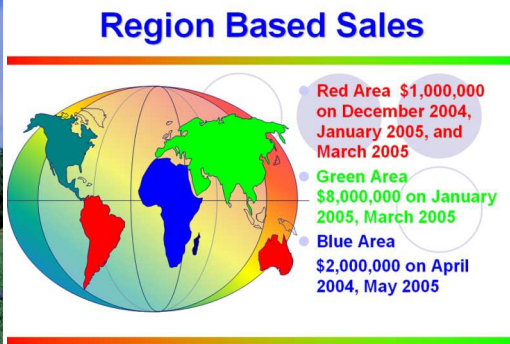 Region Based Sales
Red Area $1,000,000
on December 2004,
January 2005, and
March 2005
Green Area
$8,000,000 on January
2005, March 2005
Blue Area
$2,000,000 on April
2004, May 2005